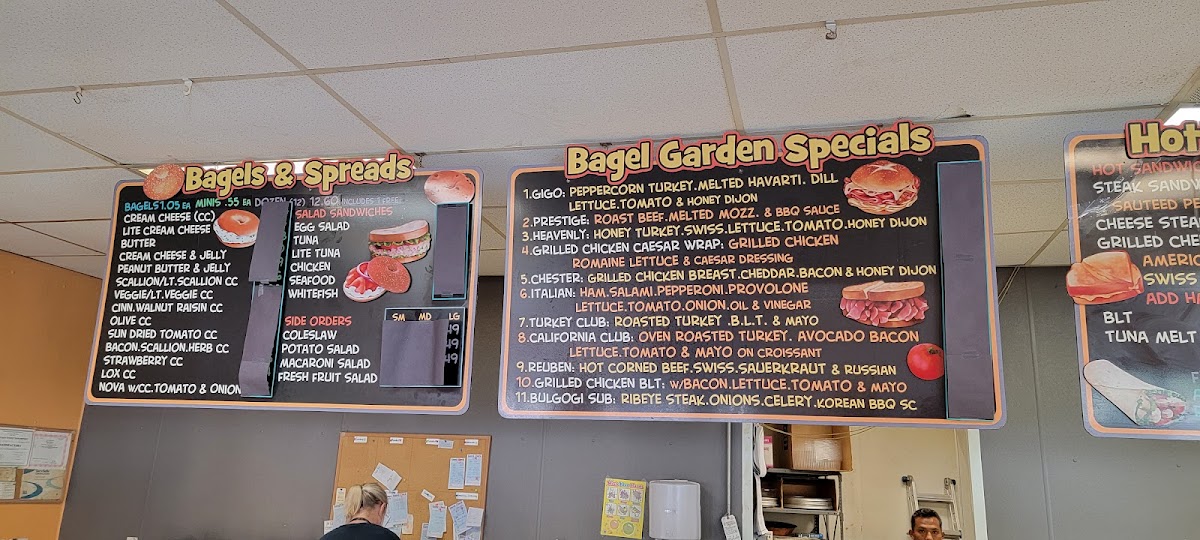 Bagels & Spreads
BAGELS 1.05 EA MINIS .55 EA DOZEN (12) 12.60 INCLUDES 1 FREE!
CREAM CHEESE (CC)
LITE CREAM CHEESE
BUTTER
CREAM CHEESE & JELLY
PEANUT BUTTER & JELLY
SCALLION/LT.SCALLION CC
VEGGIE/LT.VEGGIE CC
CINN.WALNUT RAISIN CC
OLIVE CC
SUN DRIED TOMATO CC
BACON.SCALLION.HERB CC
STRAWBERRY CC
LOX CC
NOVA W/CC.TOMATO & ONION
SALAD SANDWICHES
EGG SALAD
TUNA
LITE TUNA
CHICKEN
SEAFOOD
WHITEFISH
SIDE ORDERS
SM MD LG
COLESLAW
POTATO SALAD
MACARONI SALAD
FRESH FRUIT SALAD
49
49
49
Bagel Garden Specials
1.GIGO: PEPPERCORN TURKEY.MELTED HAVARTI. DILL
LETTUCE.TOMATO & HONEY DIJON
2.PRESTIGE: ROAST BEEF.MELTED MOZZ. & BBQ SAUCE
3.HEAVENLY: HONEY TURKEY.SWISS.LETTUCE.TOMATO.HONEY DIJON
4.GRILLED CHICKEN CAESAR WRAP: GRILLED CHICKEN
ROMAINE LETTUCE & CAESAR DRESSING
5.CHESTER: GRILLED CHICKEN BREAST.CHEDDAR.BACON & HONEY DIJON
6.ITALIAN: HAM.SALAMI.PEPPERONI.PROVOLONE
LETTUCE.TOMATO.ONION.OIL & VINEGAR
7.TURKEY CLUB: ROASTED TURKEY .B.L.T. & MAYO
8.CALIFORNIA CLUB: OVEN ROASTED TURKEY. AVOCADO BACON
LETTUCE.TOMATO & MAYO ON CROISSANT
9.REUBEN: HOT CORNED BEEF.SWISS.SAUERKRAUT & RUSSIAN
10.GRILLED CHICKEN BLT: W/BACON.LETTUCE.TOMATO & MAYO
11.BULGOGI SUB: RIBEYE STEAK.ONIONS.CELERY.KOREAN BBQ SC
Hot
HOT SANDWIC
STEAK SANDW
SAUTEED PE
CHEESE STEA
GRILLED CHE
AMERIC
SWISS
ADD HA
BLT
TUNA MELT